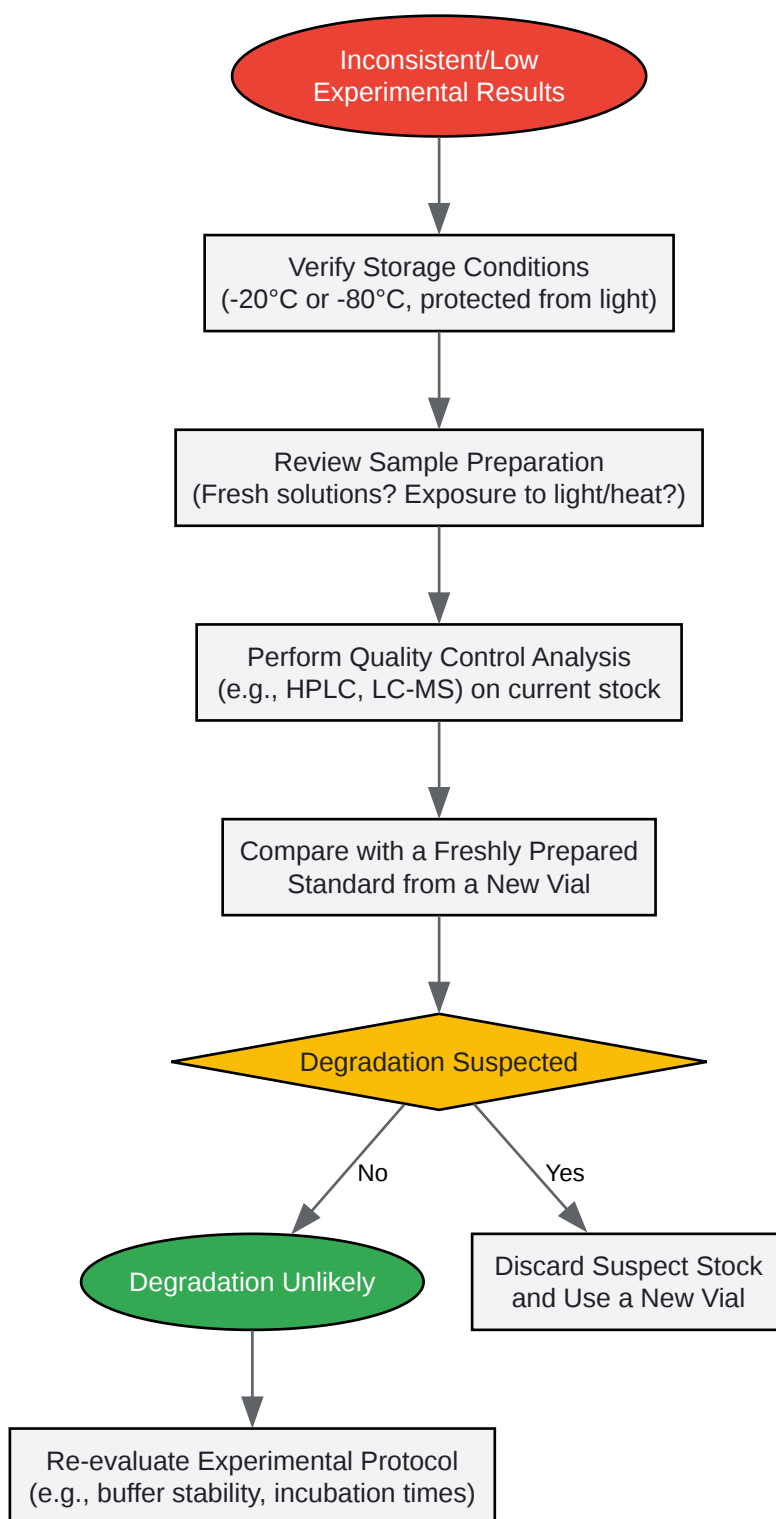 Inconsistent/Low
Experimental Results
Verify Storage Conditions
(-20°C or -80°C, protected from light)
Review Sample Preparation
(Fresh solutions? Exposure to light/heat?)
Perform Quality Control Analysis
(e.g., HPLC, LC-MS) on current stock
Compare with a Freshly Prepared
Standard from a New Vial
Degradation Suspected
No
Yes
Degradation Unlikely
Discard Suspect Stock
and Use a New Vial
Re-evaluate Experimental Protocol
(e.g., buffer stability, incubation times)